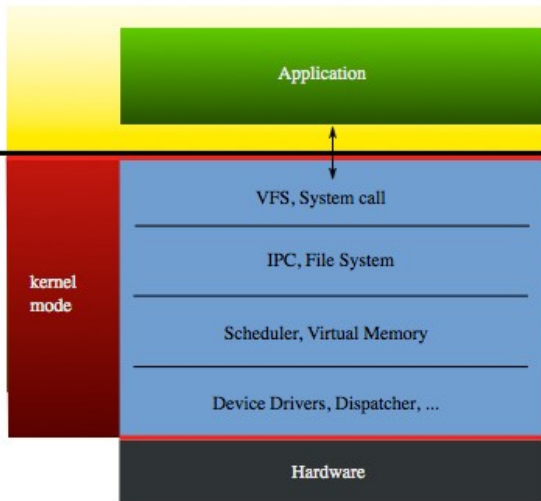 Application
VFS, System call
IPC, File System
kernel
mode
Scheduler, Virtual Memory
Device Drivers, Dispatcher, ...
Hardware